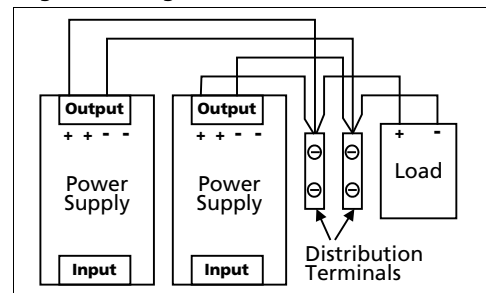 Output
+ + - -
Power
Supply
Input
Output
+ + - -
Power
Supply
Input
+ -
Load
Distribution
Terminals